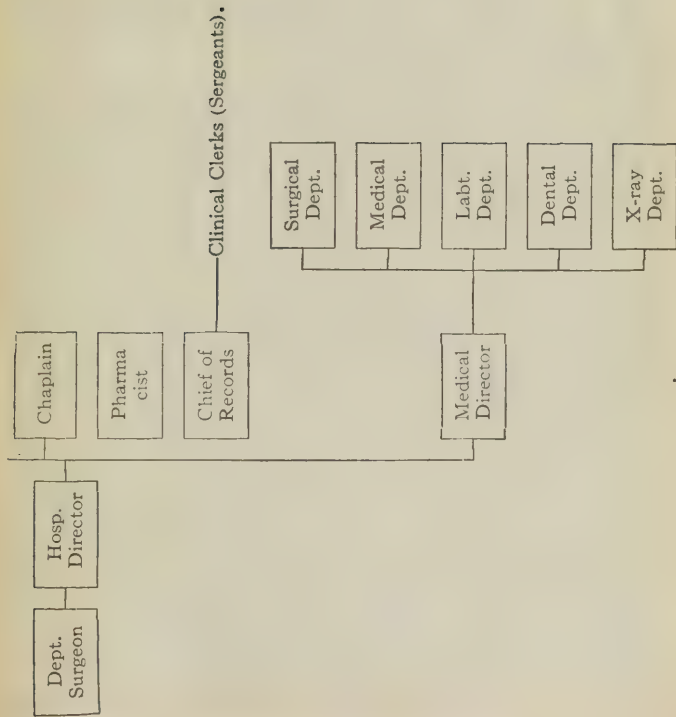 Dept.
Surgeon
Hosp.
Director
Chaplain
Pharma
cist
Chief of
Records
Clinical Clerks (Sergeants).
Medical
Director
Surgical
Dept.
Medical
Dept.
Labt.
Dept.
Dental
Dept.
X-ray
Dept.